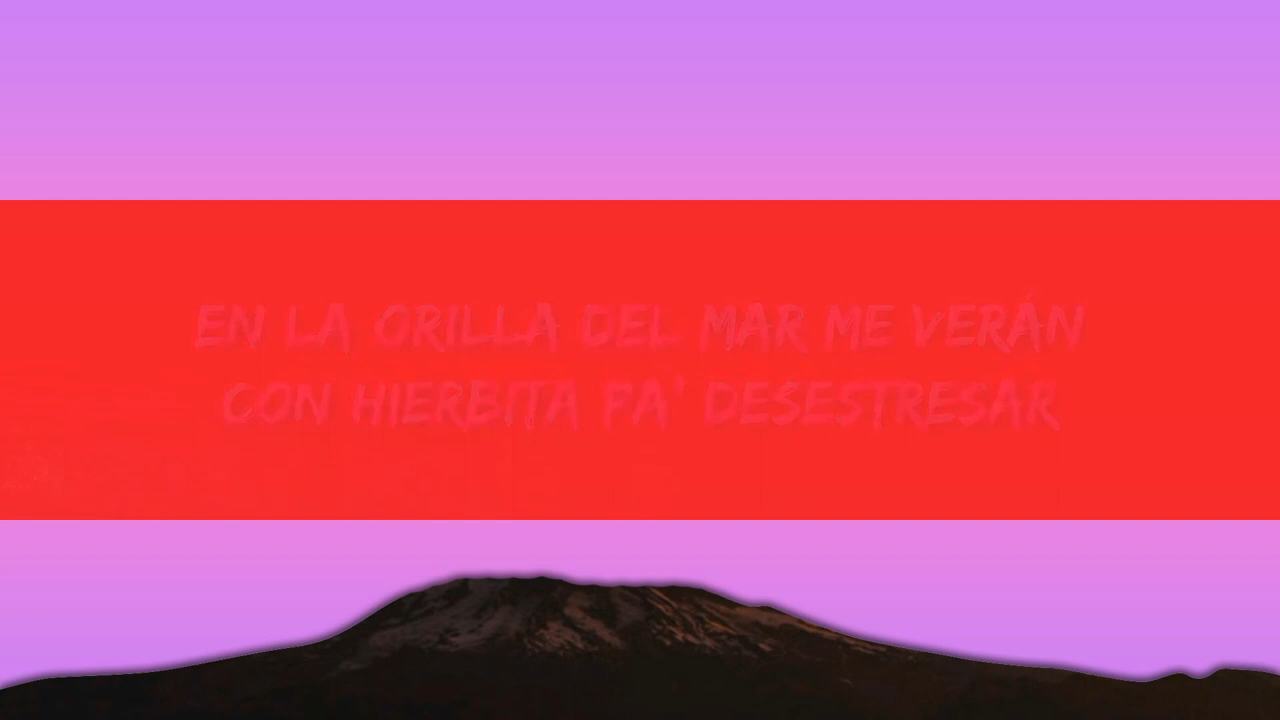 EN LA ORILLA DEL MAR ME VERÁN
CON HIERBITA PA' DESESTRESAR